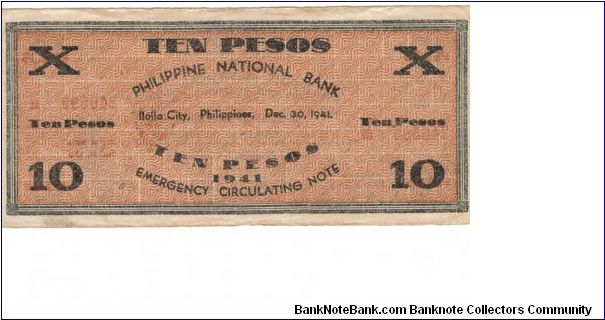 TEN PESOS
X X
PHILIPPINE NATIONAL BANK
Iloilo City, Philippines, Dec. 30, 1941.
Ten Pesos Ten Pesos
TEN PESOS
1941
EMERGENCY CIRCULATING NOTE
10 10
BankNoteBank.com Banknote Collectors Community